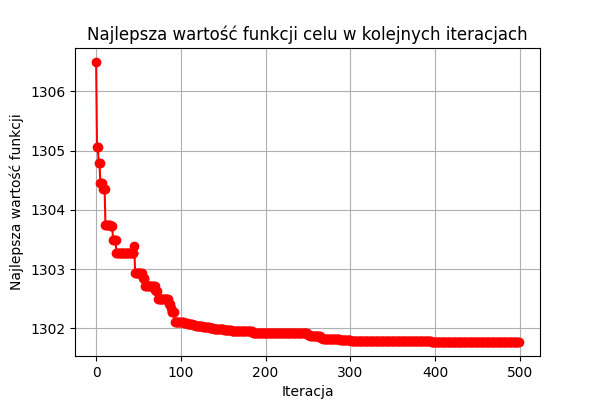 Najlepsza wartość funkcji celu w kolejnych iteracjach
Najlepsza wartość funkcji
1306
1305
1304
1303
1302
0 100 200 300 400 500
Iteracja